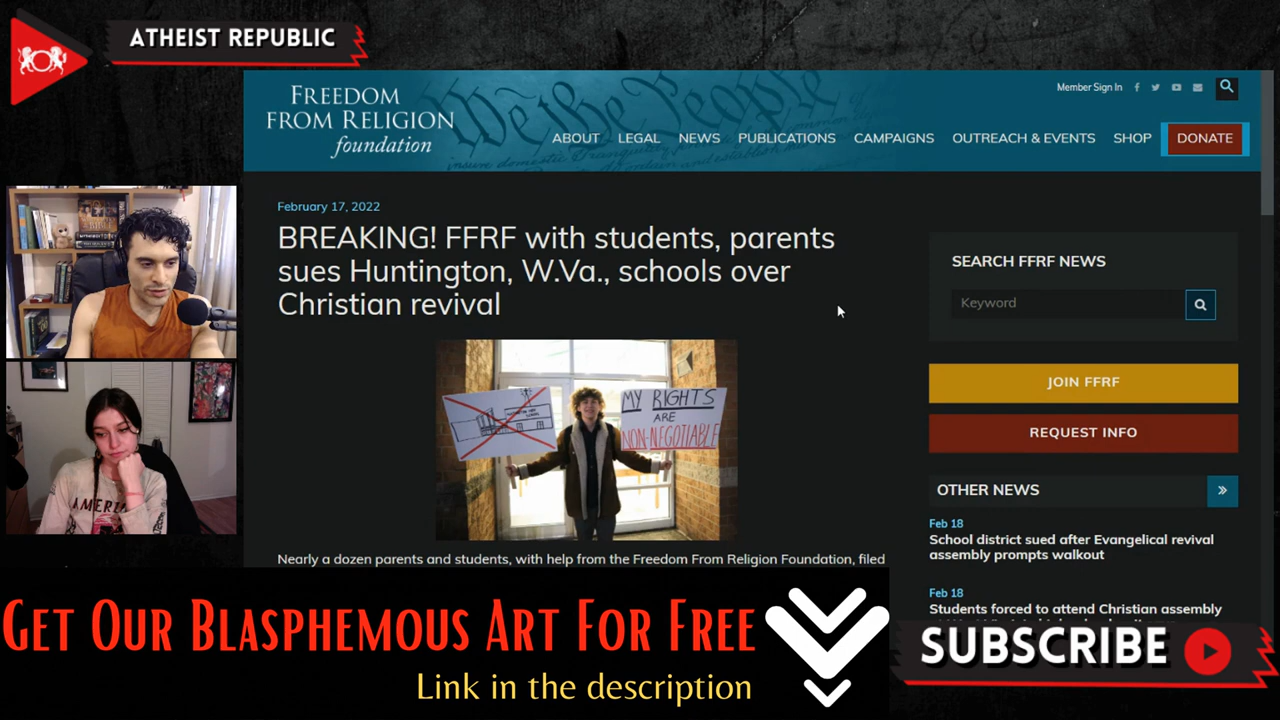 ATHEIST REPUBLIC
FREEDOM
FROM RELIGION
foundation
We the People
Member Sign In
ABOUT LEGAL NEWS PUBLICATIONS CAMPAIGNS OUTREACH & EVENTS SHOP DONATE
February 17, 2022
BREAKING! FFRF with students, parents
sues Huntington, W.Va., schools over
Christian revival
MY RIGHTS
ARE
NON-NEGOTIABLE
Nearly a dozen parents and students, with help from the Freedom From Religion Foundation, filed
SEARCH FFRF NEWS
Keyword
JOIN FFRF
REQUEST INFO
OTHER NEWS
Feb 18
School district sued after Evangelical revival
assembly prompts walkout
Feb 18
Students forced to attend Christian assembly
AMERI
GET OUR BLASPHEMOUS ART FOR FREE
Link in the description
SUBSCRIBE